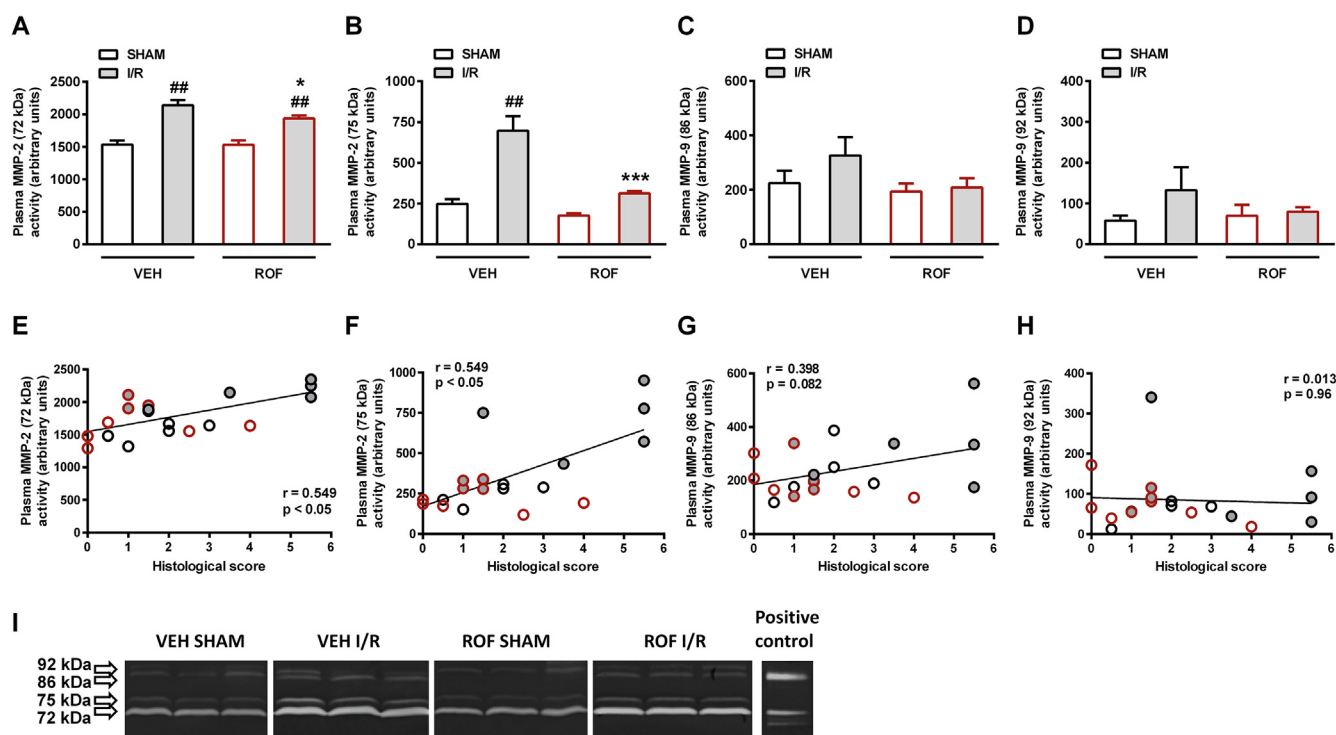 A
SHAM
I/R
Plasma MMP-2 (72 kDa)
activity (arbitrary units)
2500
2000
1500
1000
500
0
##
*
##
VEH
ROF
B
SHAM
I/R
Plasma MMP-2 (75 kDa)
activity (arbitrary units)
1000
750
500
250
0
##
***
VEH
ROF
C
SHAM
I/R
Plasma MMP-9 (86 kDa)
activity (arbitrary units)
600
400
200
0
VEH
ROF
D
SHAM
I/R
Plasma MMP-9 (92 kDa)
activity (arbitrary units)
400
300
200
100
0
VEH
ROF
E
Plasma MMP-2 (72 kDa)
activity (arbitrary units)
2500
2000
1500
1000
500
0
r = 0.549
p < 0.05
0 1 2 3 4 5 6
Histological score
F
Plasma MMP-2 (75 kDa)
activity (arbitrary units)
r = 0.549
p < 0.05
1000
750
500
250
0
0 1 2 3 4 5 6
Histological score
G
Plasma MMP-9 (86 kDa)
activity (arbitrary units)
r = 0.398
p = 0.082
600
400
200
0
0 1 2 3 4 5 6
Histological score
H
Plasma MMP-9 (92 kDa)
activity (arbitrary units)
r = 0.013
p = 0.96
400
300
200
100
0
0 1 2 3 4 5 6
Histological score
I
VEH SHAM
VEH I/R
ROF SHAM
ROF I/R
Positive
control
92 kDa
86 kDa
75 kDa
72 kDa